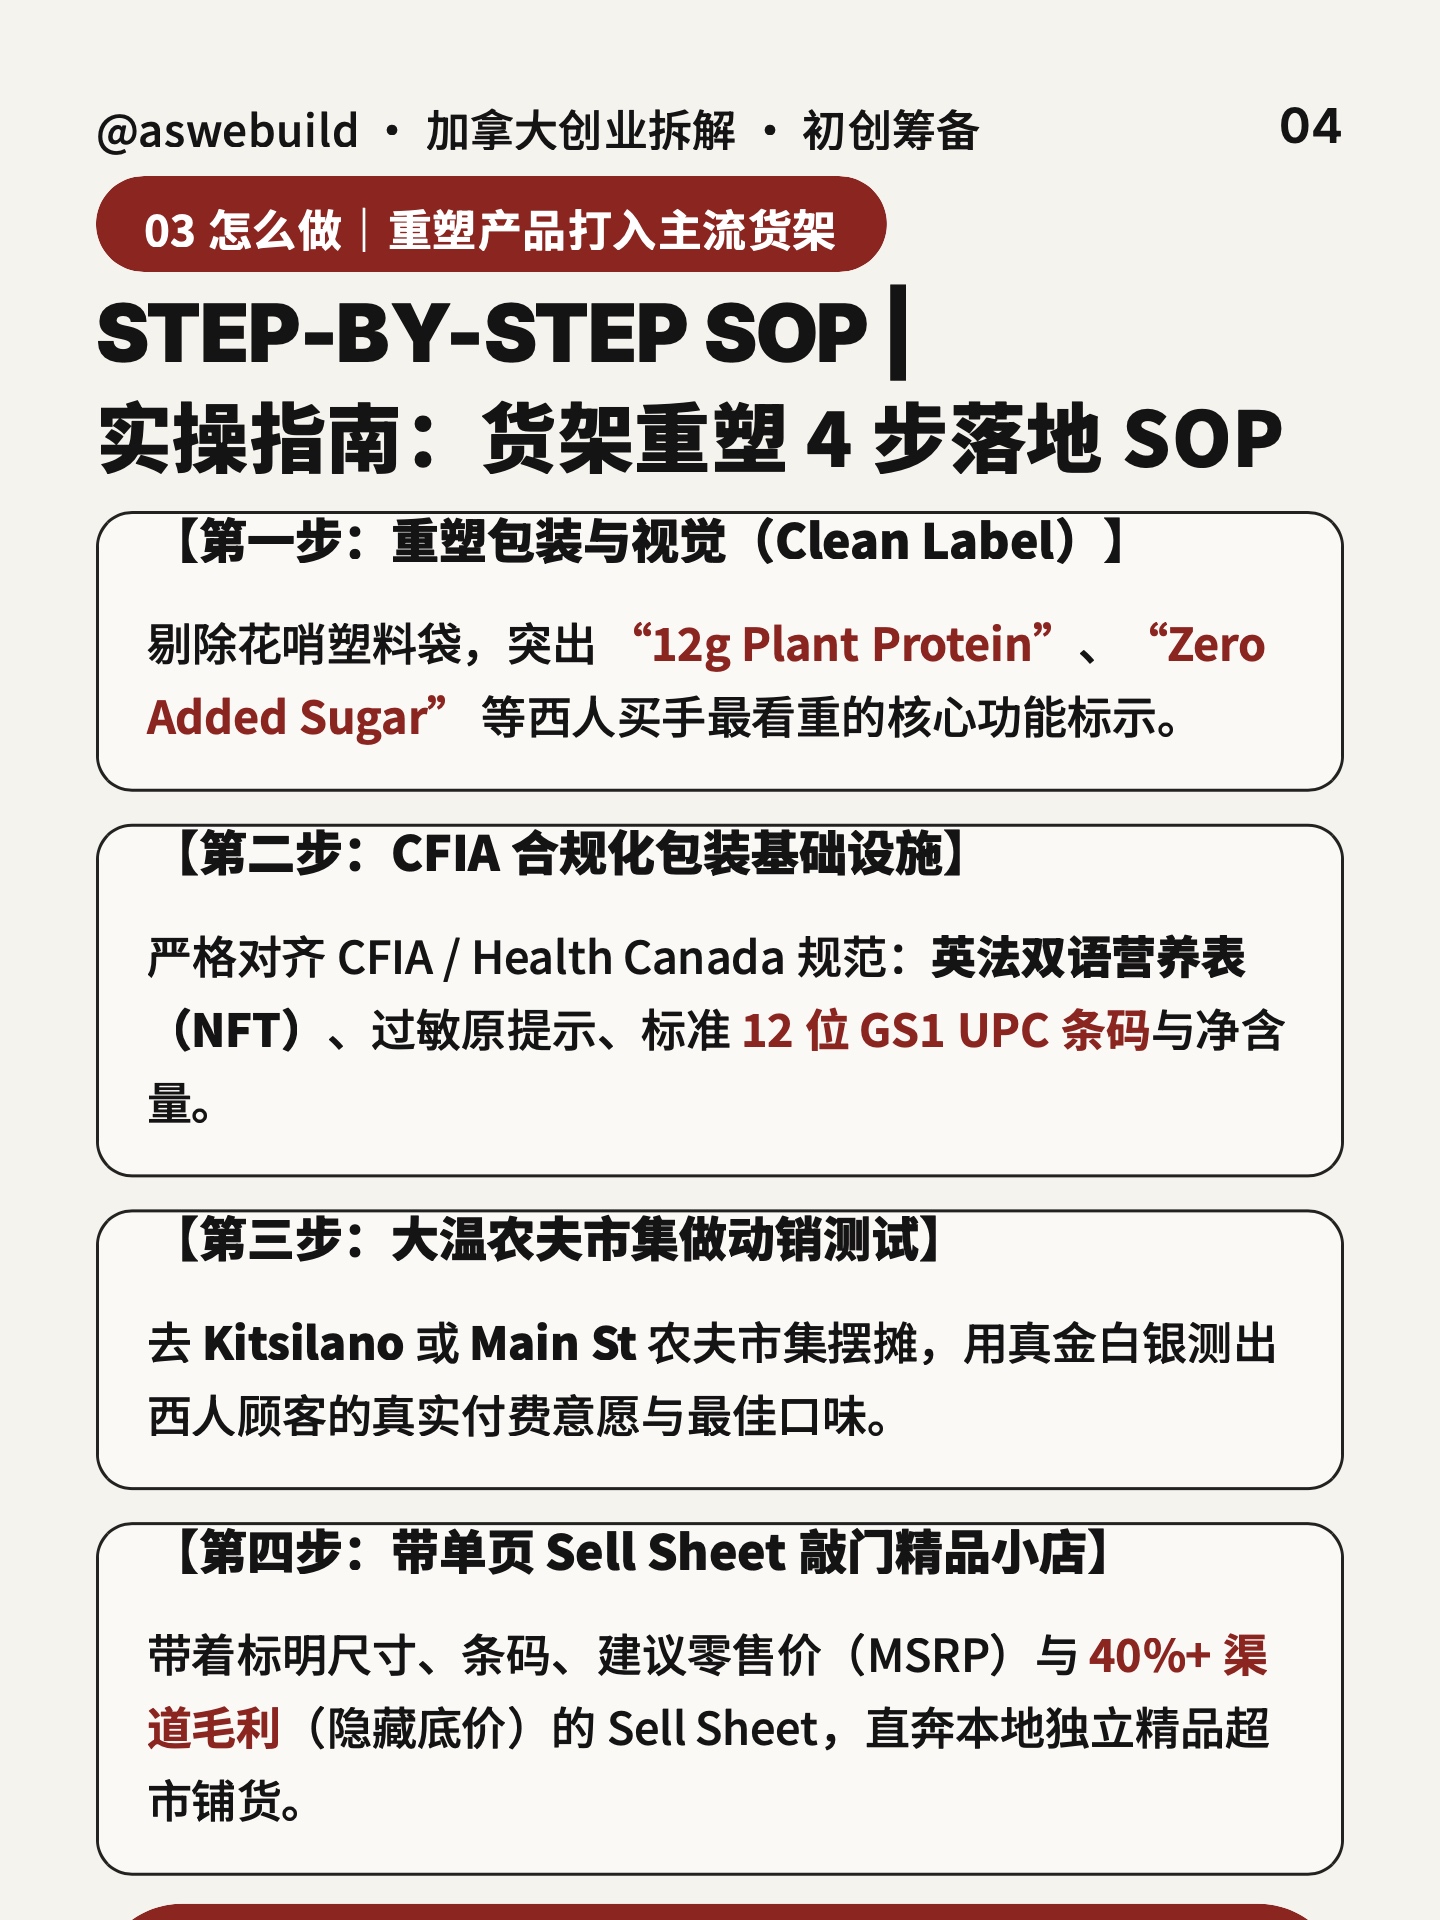 @aswebuild • 加拿大创业拆解 • 初创筹备
04
03 怎么做｜重塑产品打入主流货架
STEP-BY-STEP SOP |
实操指南：货架重塑 4 步落地 SOP
【第一步：重塑包装与视觉（Clean Label）】
剔除花哨塑料袋，突出 “12g Plant Protein” 、 “Zero
Added Sugar” 等西人买手最看重的核心功能标示。
【第二步：CFIA 合规化包装基础设施】
严格对齐 CFIA / Health Canada 规范：英法双语营养表
（NFT）、过敏原提示、标准 12 位 GS1 UPC 条码与净含
量。
【第三步：大温农夫市集做动销测试】
去 Kitsilano 或 Main St 农夫市集摆摊，用真金白银测出
西人顾客的真实付费意愿与最佳口味。
【第四步：带单页 Sell Sheet 敲门精品小店】
带着标明尺寸、条码、建议零售价（MSRP）与 40%+ 渠
道毛利（隐藏底价）的 Sell Sheet，直奔本地独立精品超
市铺货。